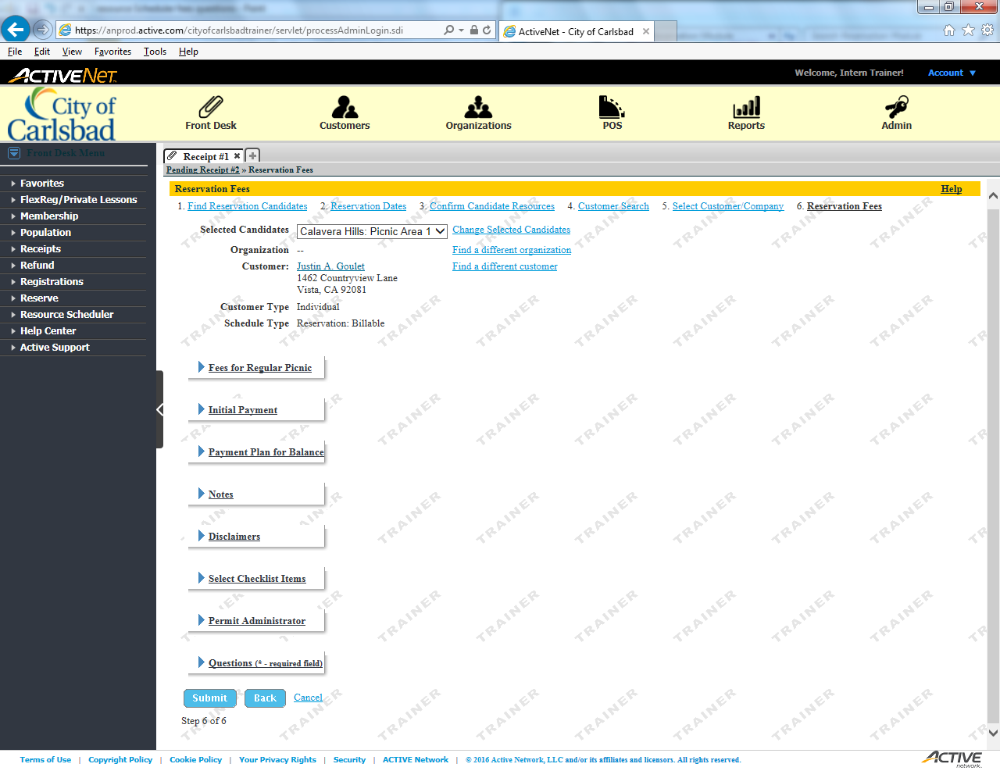 https://anprod.active.com/cityofcarlsbadtrainer/servlet/processAdminLogin.sdi
ActiveNet - City of Carlsbad
File Edit View Favorites Tools Help
ACTIVENET
Welcome, Intern Trainer! Account
City of Carlsbad
Front Desk Customers Organizations POS Reports Admin
Front Desk Menu
Favorites
FlexReg/Private Lessons
Membership
Population
Receipts
Refund
Registrations
Reserve
Resource Scheduler
Help Center
Active Support
Receipt #1
Pending Receipt #2 » Reservation Fees
Reservation Fees Help
1. Find Reservation Candidates 2. Reservation Dates 3. Confirm Candidate Resources 4. Customer Search 5. Select Customer/Company 6. Reservation Fees
Selected Candidates Calavera Hills: Picnic Area 1 Change Selected Candidates
Organization -- Find a different organization
Customer: Justin A. Goulet Find a different customer
1462 Countryview Lane
Vista, CA 92081
Customer Type Individual
Schedule Type Reservation: Billable
Fees for Regular Picnic
Initial Payment
Payment Plan for Balance
Notes
Disclaimers
Select Checklist Items
Permit Administrator
Questions (* - required field)
Submit Back Cancel
Step 6 of 6
TRAINER
Terms of Use | Copyright Policy | Cookie Policy | Your Privacy Rights | Security | ACTIVE Network | © 2016 Active Network, LLC and/or its affiliates and licensors. All rights reserved.
ACTIVE network